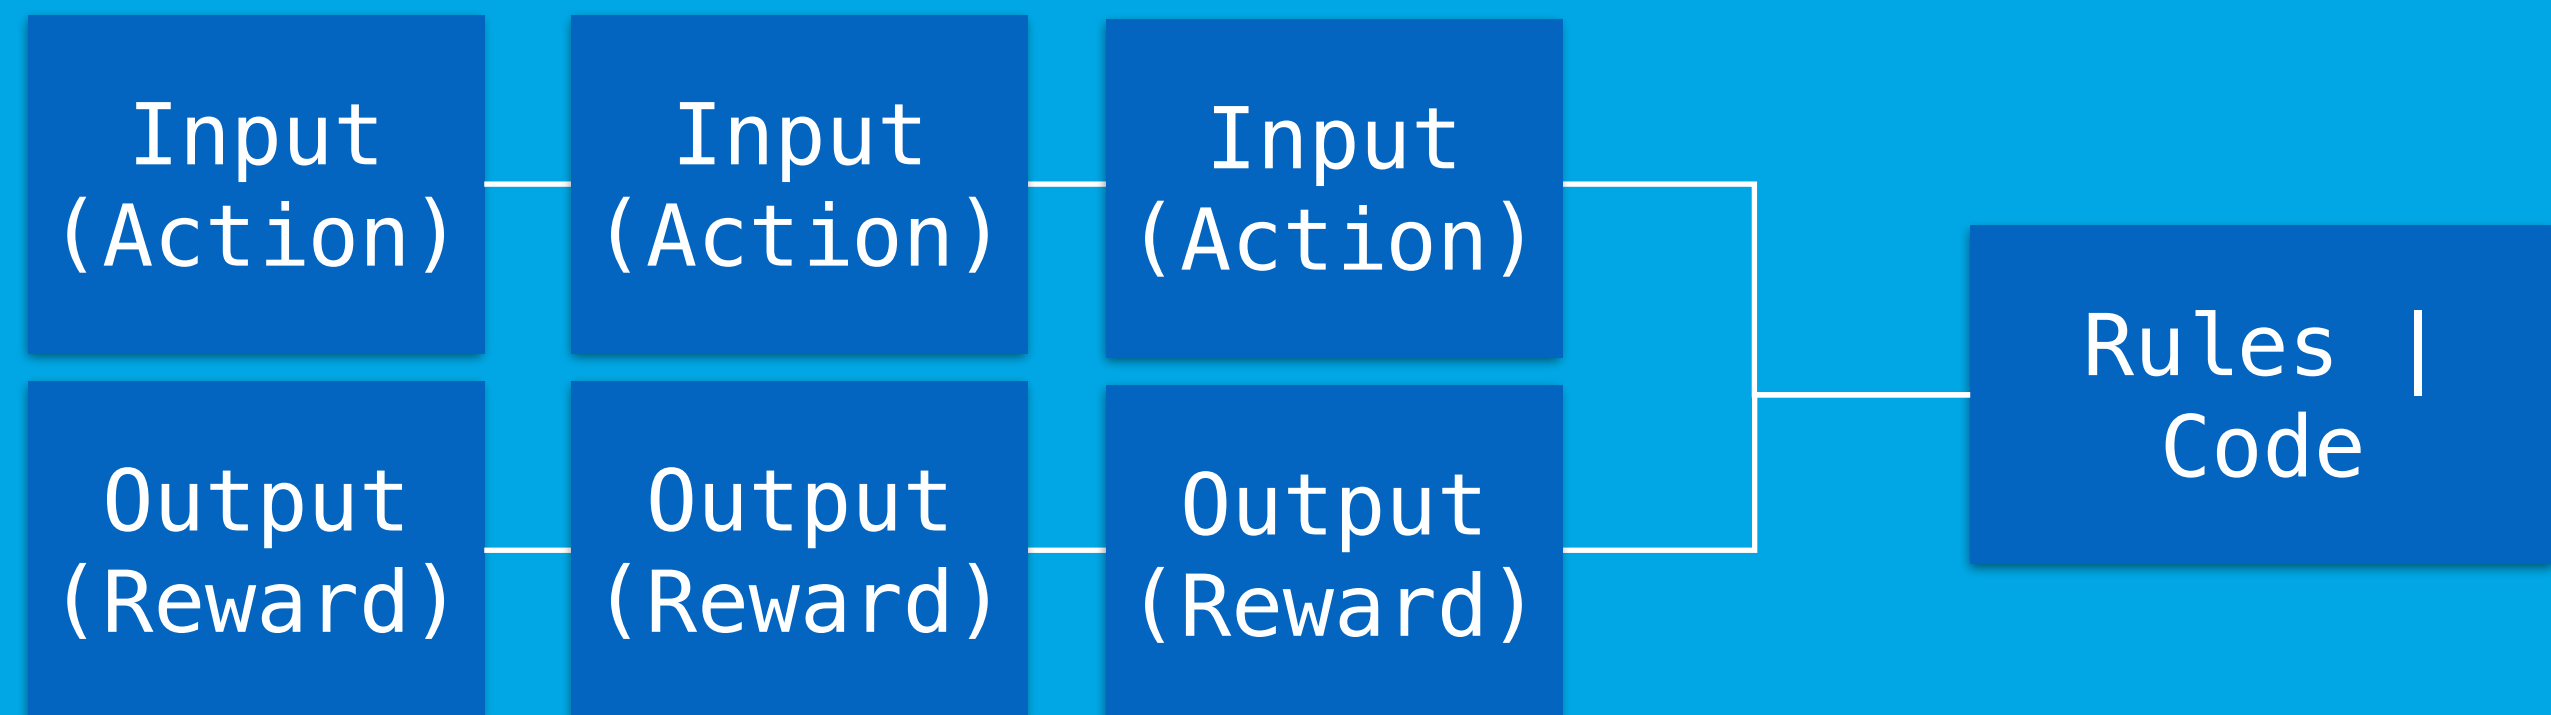 Input
(Action)
Input
(Action)
Input
(Action)
Output
(Reward)
Output
(Reward)
Output
(Reward)
Rules |
Code